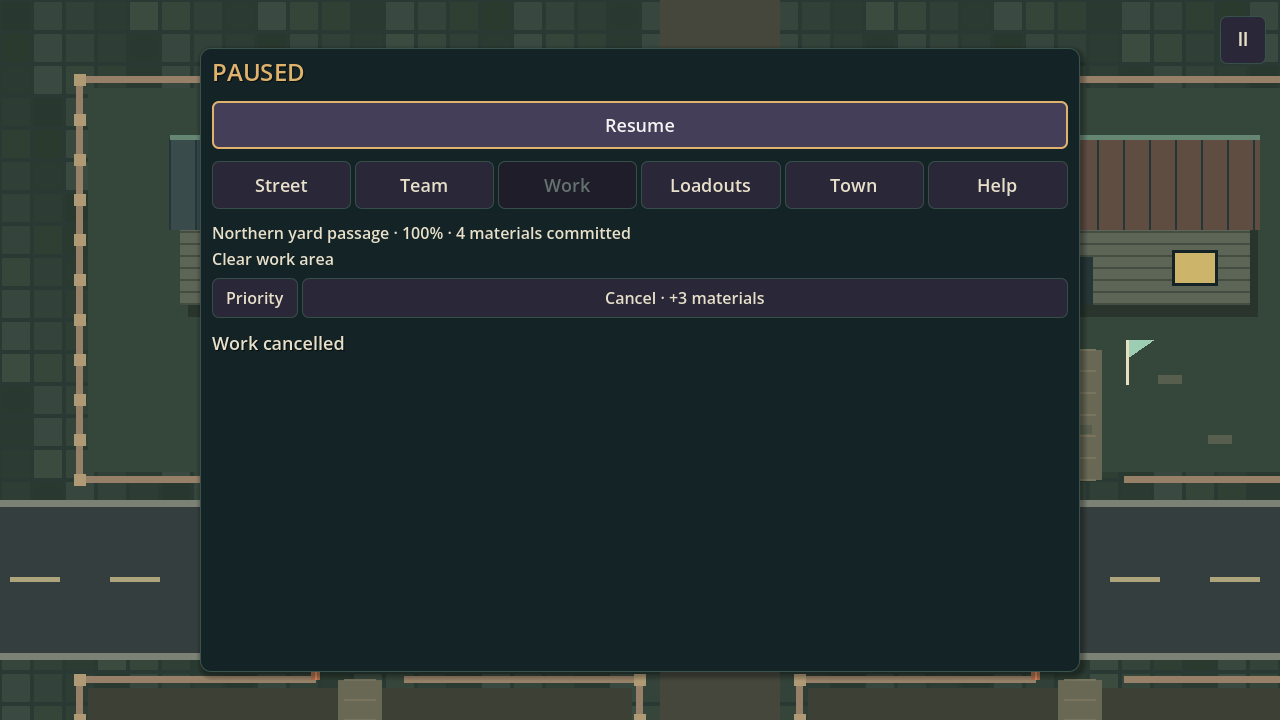 PAUSED
Resume
Street Team Work Loadouts Town Help
Northern yard passage · 100% · 4 materials committed
Clear work area
Priority Cancel · +3 materials
Work cancelled